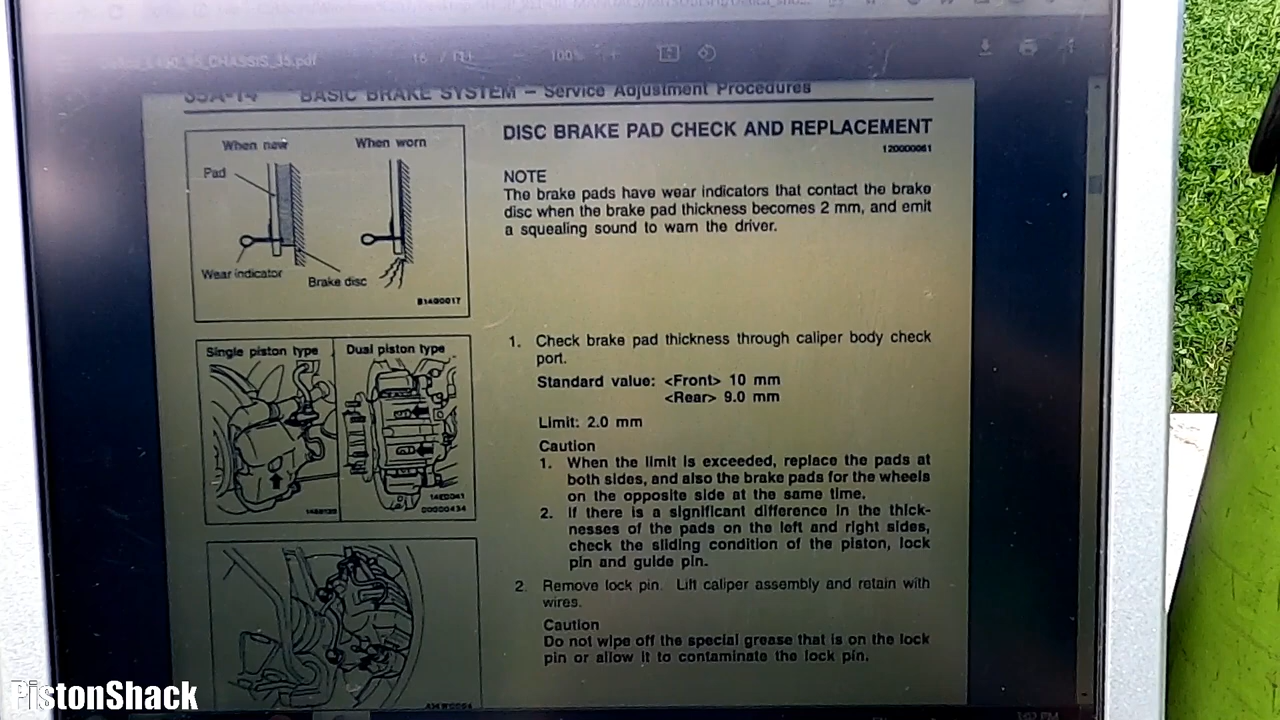 16 / 121
100%
BASIC BRAKE SYSTEM – Service Adjustment Procedures
When new
When worn
Pad
Wear indicator
Brake disc
B14Q0017
DISC BRAKE PAD CHECK AND REPLACEMENT
120000061
NOTE
The brake pads have wear indicators that contact the brake
disc when the brake pad thickness becomes 2 mm, and emit
a squealing sound to warn the driver.
Single piston type
Dual piston type
14E0041
00000434
1. Check brake pad thickness through caliper body check
port.
Standard value: <Front> 10 mm
<Rear> 9.0 mm
Limit: 2.0 mm
Caution
1. When the limit is exceeded, replace the pads at
both sides, and also the brake pads for the wheels
on the opposite side at the same time.
2. If there is a significant difference in the thick-
nesses of the pads on the left and right sides,
check the sliding condition of the piston, lock
pin and guide pin.
2. Remove lock pin. Lift caliper assembly and retain with
wires.
Caution
Do not wipe off the special grease that is on the lock
pin or allow it to contaminate the lock pin.
PistonShack